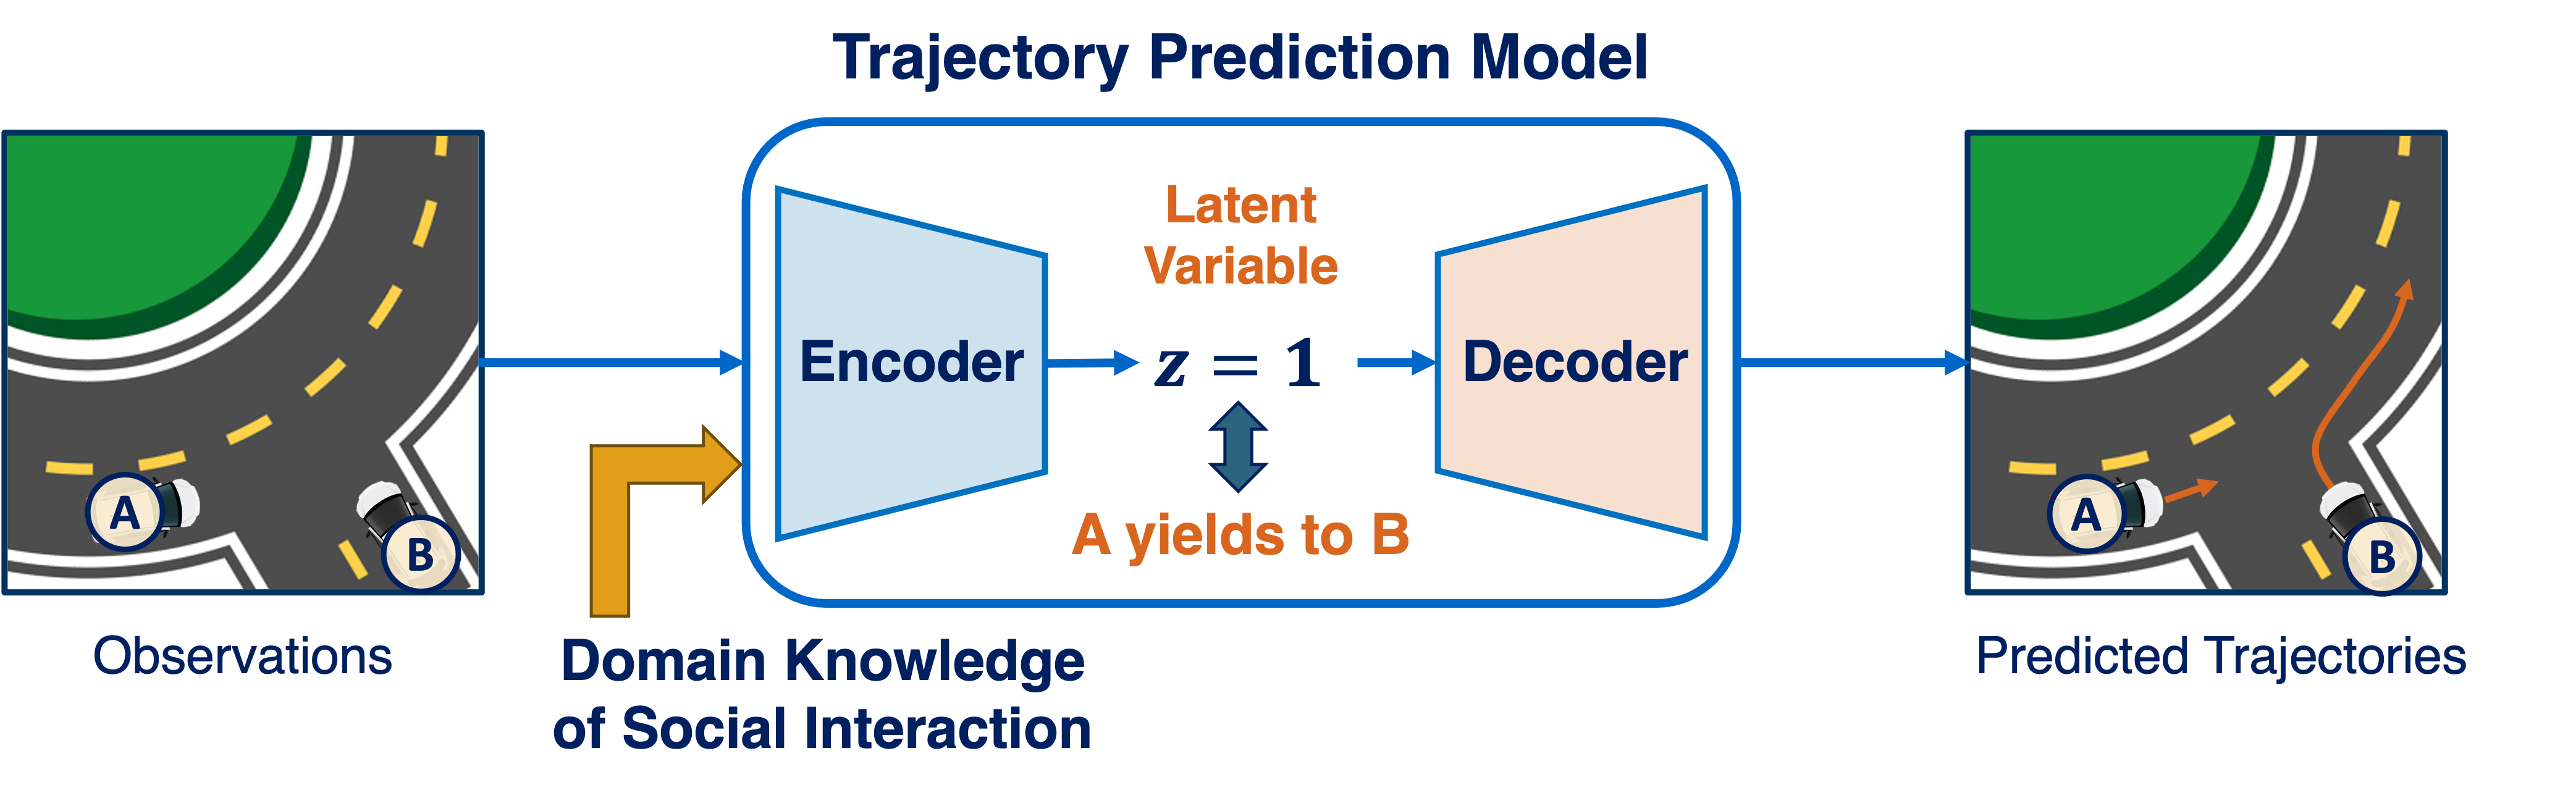 Trajectory Prediction Model
A
B
Observations
Domain Knowledge
of Social Interaction
Encoder
Latent
Variable
z = 1
A yields to B
Decoder
A
B
Predicted Trajectories